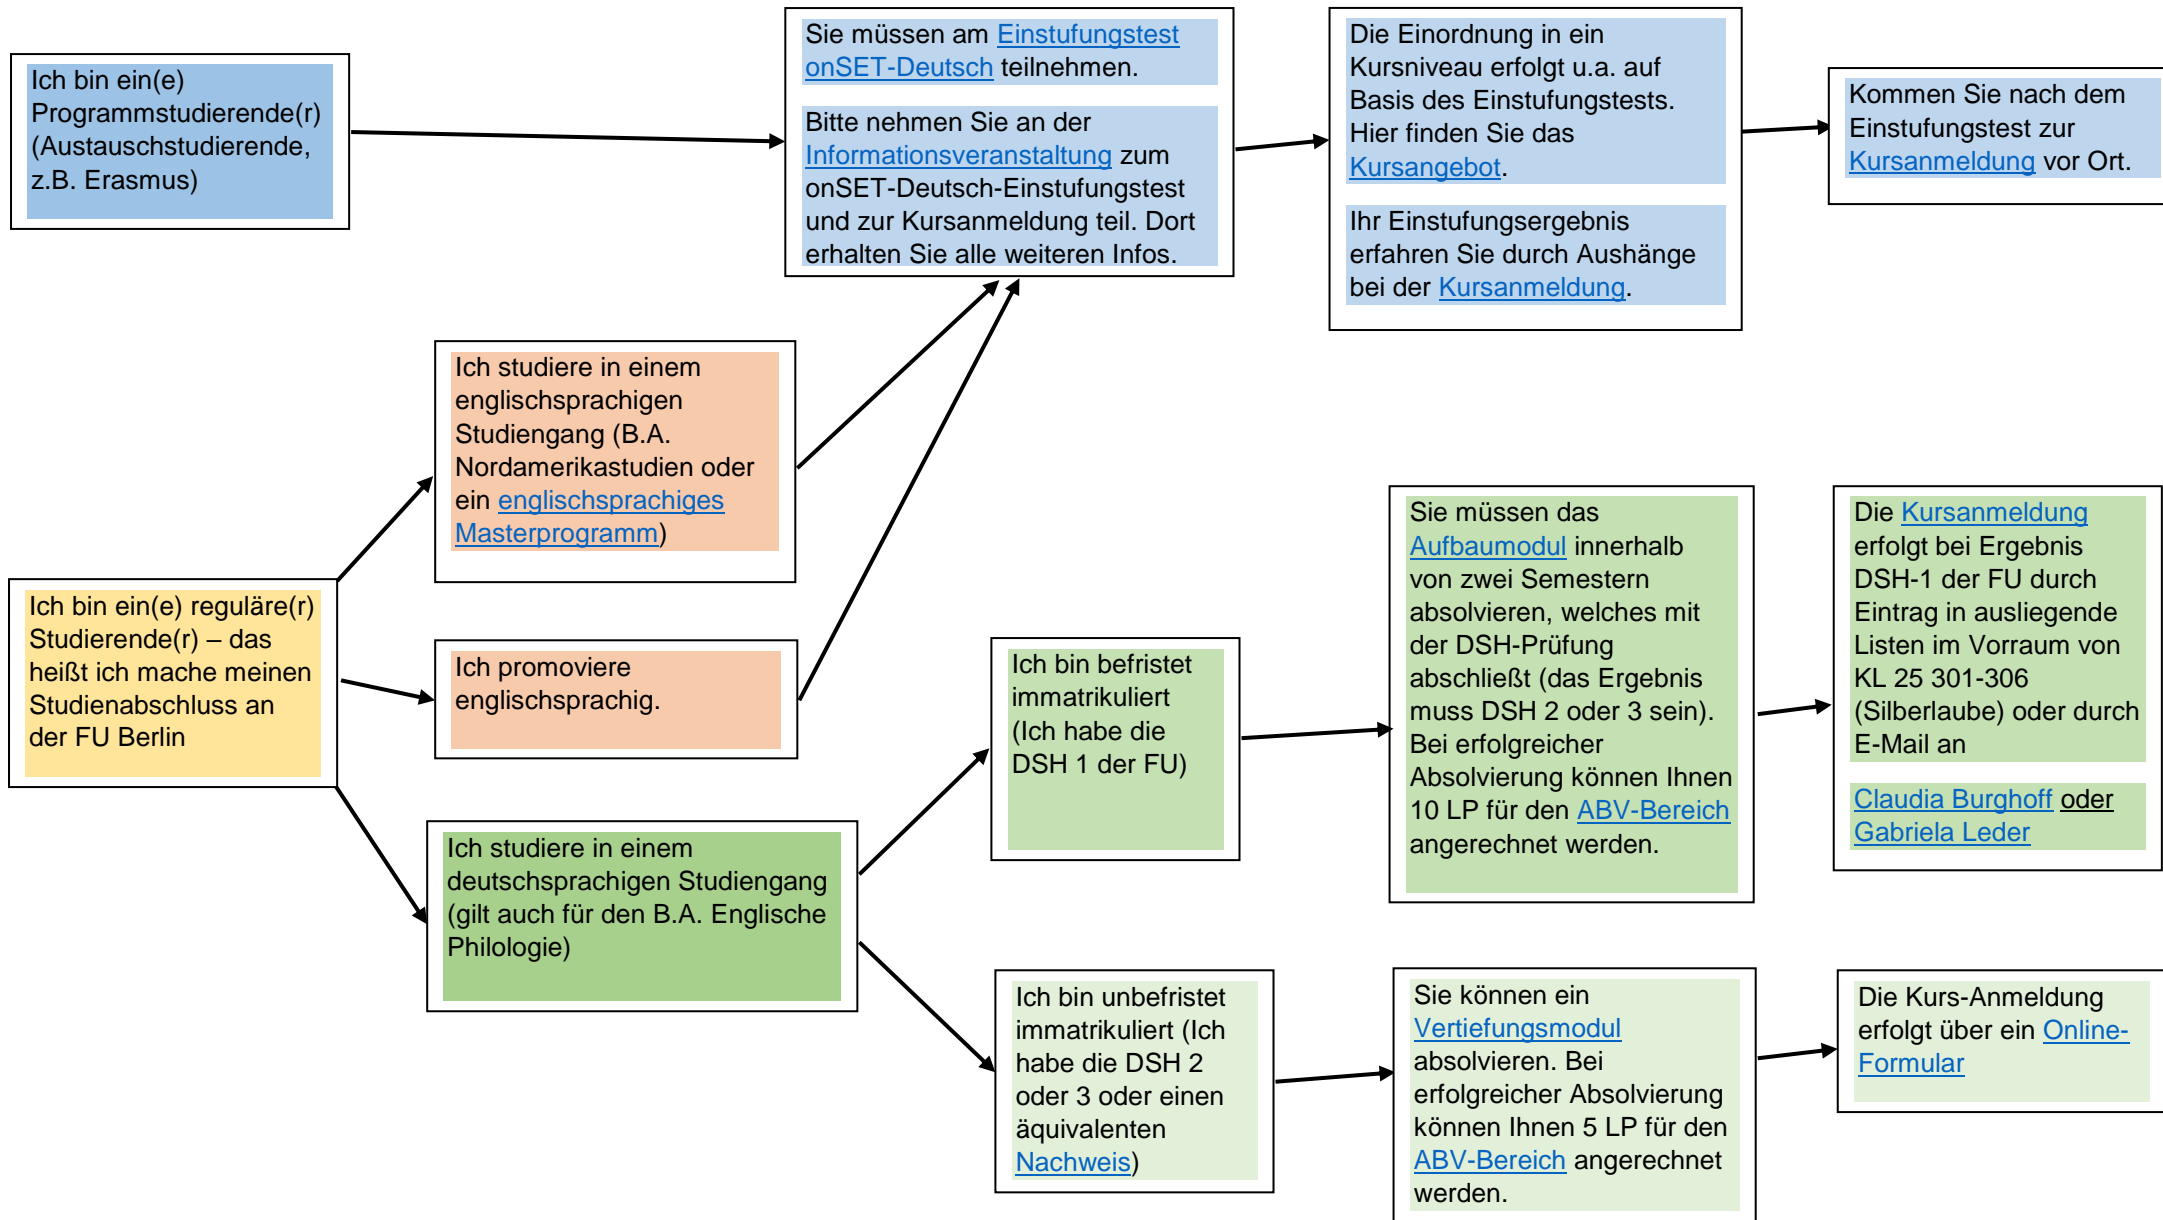 Ich bin ein(e)
Programmstudierende(r)
(Austauschstudierende,
z.B. Erasmus)
Sie müssen am Einstufungstest
onSET-Deutsch teilnehmen.
Bitte nehmen Sie an der
Informationsveranstaltung zum
onSET-Deutsch-Einstufungstest
und zur Kursanmeldung teil. Dort
erhalten Sie alle weiteren Infos.
Die Einordnung in ein
Kursniveau erfolgt u.a. auf
Basis des Einstufungstests.
Hier finden Sie das
Kursangebot.
Ihr Einstufungsergebnis
erfahren Sie durch Aushänge
bei der Kursanmeldung.
Kommen Sie nach dem
Einstufungstest zur
Kursanmeldung vor Ort.
Ich bin ein(e) reguläre(r)
Studierende(r) – das
heißt ich mache meinen
Studienabschluss an
der FU Berlin
Ich studiere in einem
englischsprachigen
Studiengang (B.A.
Nordamerikastudien oder
ein englischsprachiges
Masterprogramm)
Ich promoviere
englischsprachig.
Ich studiere in einem
deutschsprachigen Studiengang
(gilt auch für den B.A. Englische
Philologie)
Ich bin befristet
immatrikuliert
(Ich habe die
DSH 1 der FU)
Sie müssen das
Aufbaumodul innerhalb
von zwei Semestern
absolvieren, welches mit
der DSH-Prüfung
abschließt (das Ergebnis
muss DSH 2 oder 3 sein).
Bei erfolgreicher
Absolvierung können Ihnen
10 LP für den ABV-Bereich
angerechnet werden.
Die Kursanmeldung
erfolgt bei Ergebnis
DSH-1 der FU durch
Eintrag in ausliegende
Listen im Vorraum von
KL 25 301-306
(Silberlaube) oder durch
E-Mail an
Claudia Burghoff oder
Gabriela Leder
Ich bin unbefristet
immatrikuliert (Ich
habe die DSH 2
oder 3 oder einen
äquivalenten
Nachweis)
Sie können ein
Vertiefungsmodul
absolvieren. Bei
erfolgreicher Absolvierung
können Ihnen 5 LP für den
ABV-Bereich angerechnet
werden.
Die Kurs-Anmeldung
erfolgt über ein Online-
Formular